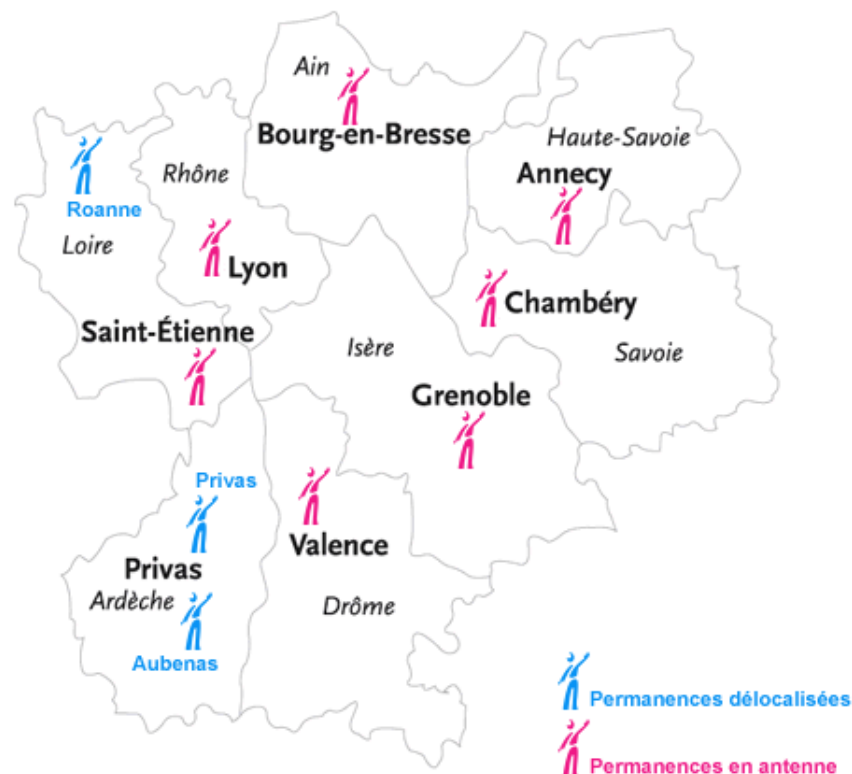 Ain
Bourg-en-Bresse
Haute-Savoie
Annecy
Rhône
Roanne
Loire
Lyon
Chambéry
Saint-Étienne
Isère
Savoie
Grenoble
Privas
Valence
Privas
Ardèche
Drôme
Aubenas
Permanences délocalisées
Permanences en antenne